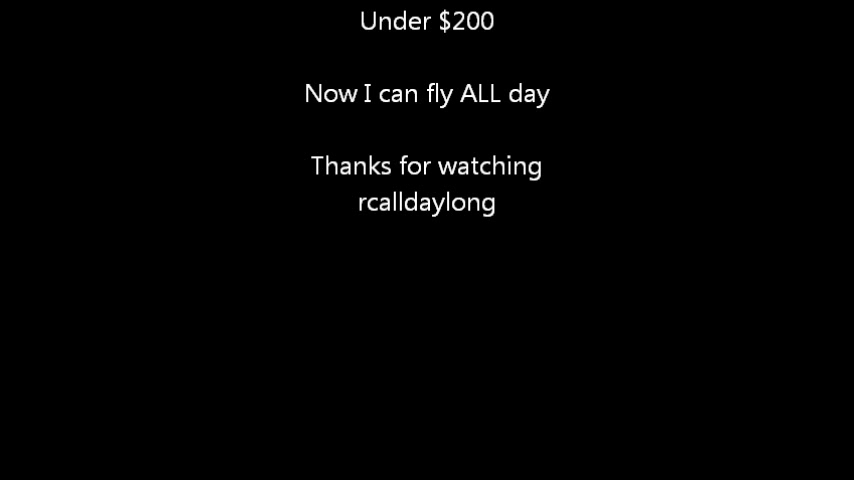 Under $200
Now I can fly ALL day
Thanks for watching
rcalldaylong